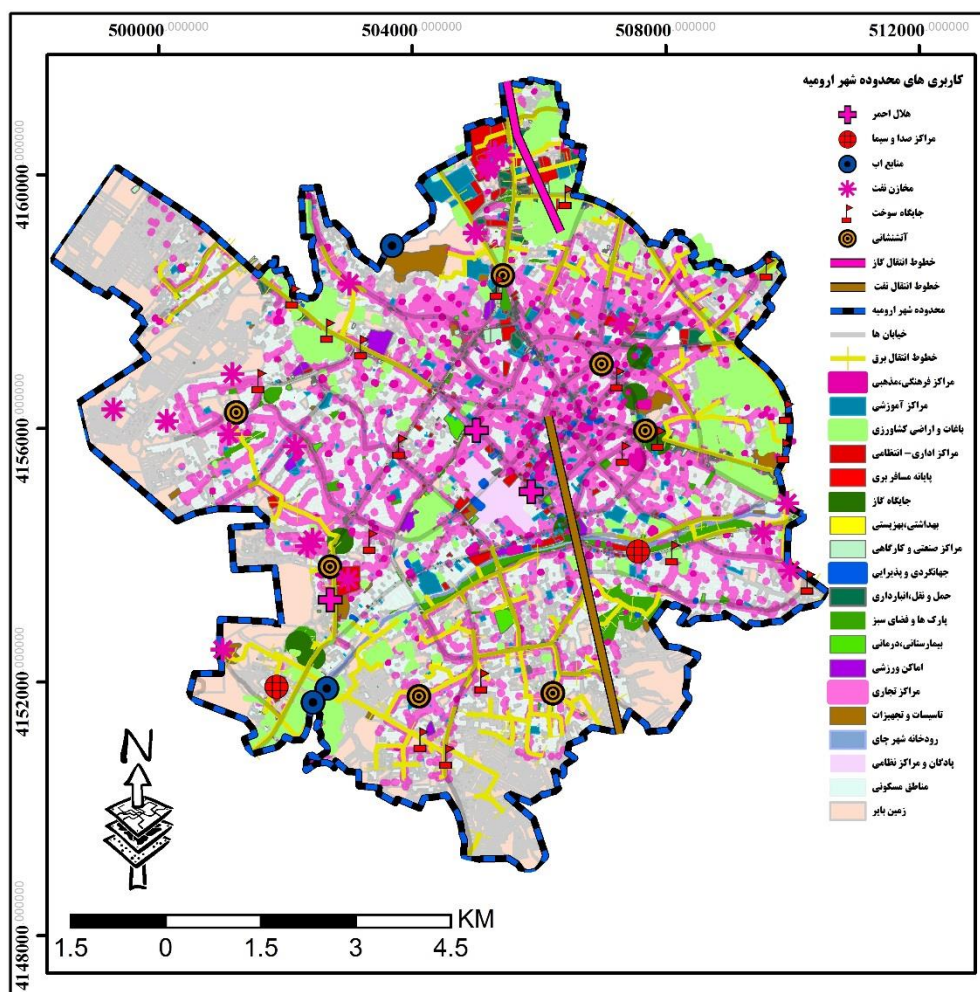 500000.000000 504000.000000 508000.000000 512000.000000
4160000.000000
4156000.000000
4152000.000000
4148000.000000
کاربری های محدوده شهر ارومیه
هلال احمر
مراکز صدا و سیما
منابع اب
مخازن نفت
جایگاه سوخت
آتشنشانی
خطوط انتقال گاز
خطوط انتقال نفت
محدوده شهر ارومیه
خیابان ها
خطوط انتقال برق
مراکز فرهنگی،مذهبی
مراکز آموزشی
باغات و اراضی کشاورزی
مراکز اداری- انتظامی
پایانه مسافر بری
جایگاه گاز
بهداشتی،بهزیستی
مراکز صنعتی و کارگاهی
جهانگردی و پذیرایی
حمل و نقل،انبارداری
پارک ها و فضای سبز
بیمارستانی،درمانی
اماکن ورزشی
مراکز تجاری
تاسیسات و تجهیزات
رودخانه شهر چای
پادگان و مراکز نظامی
مناطق مسکونی
زمین بایر
N
KM
1.5 0 1.5 3 4.5